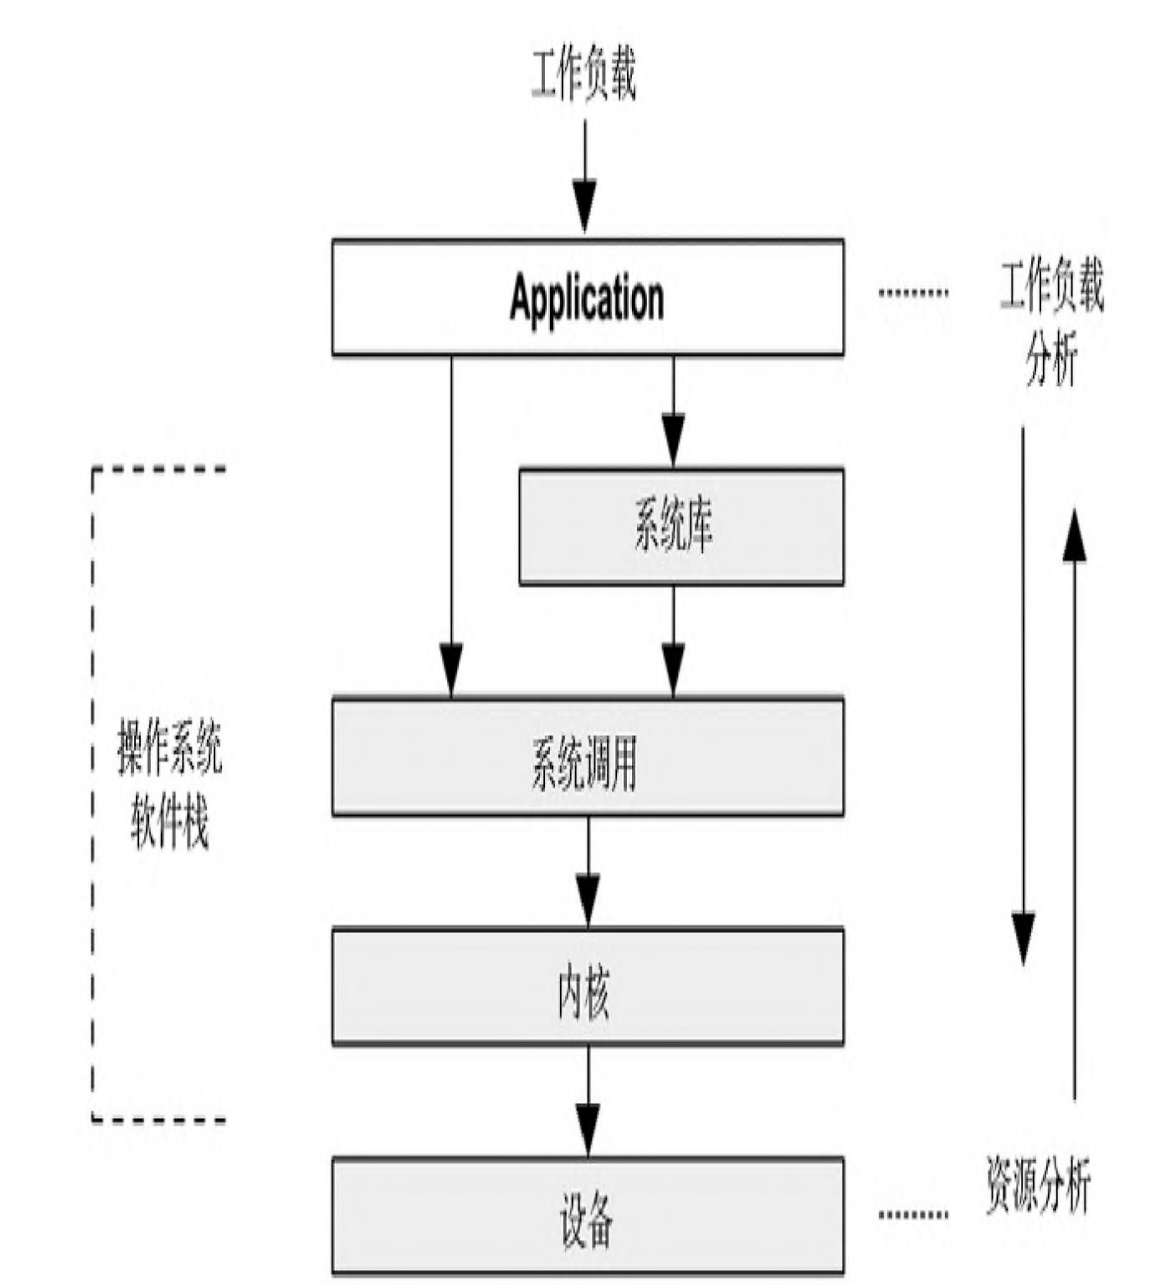 工作负载
Application
工作负载
分析
系统库
操作系统
软件栈
系统调用
内核
资源分析
设备